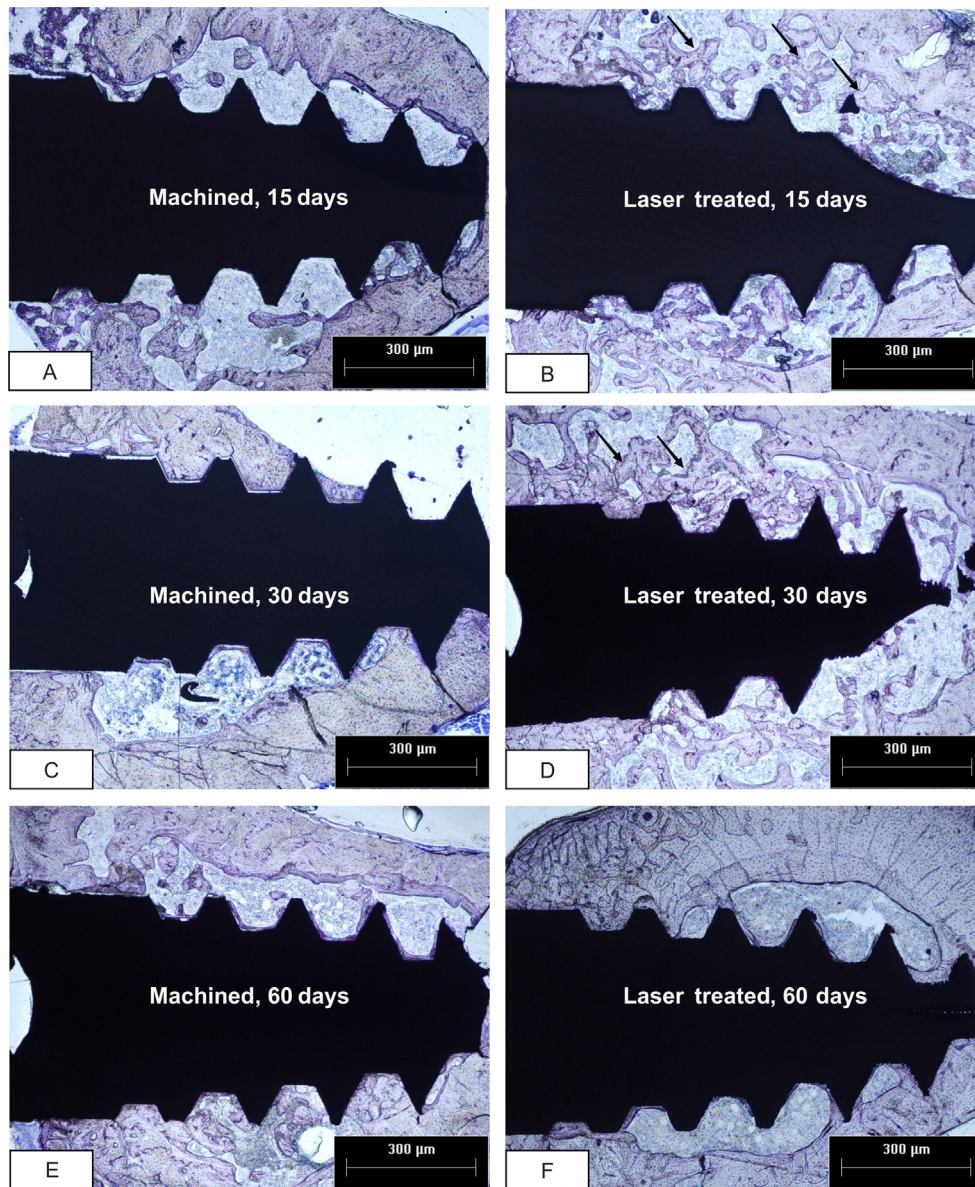 Machined, 15 days
A
300 µm
Laser treated, 15 days
B
300 µm
Machined, 30 days
C
300 µm
Laser treated, 30 days
D
300 µm
Machined, 60 days
E
300 µm
Laser treated, 60 days
F
300 µm